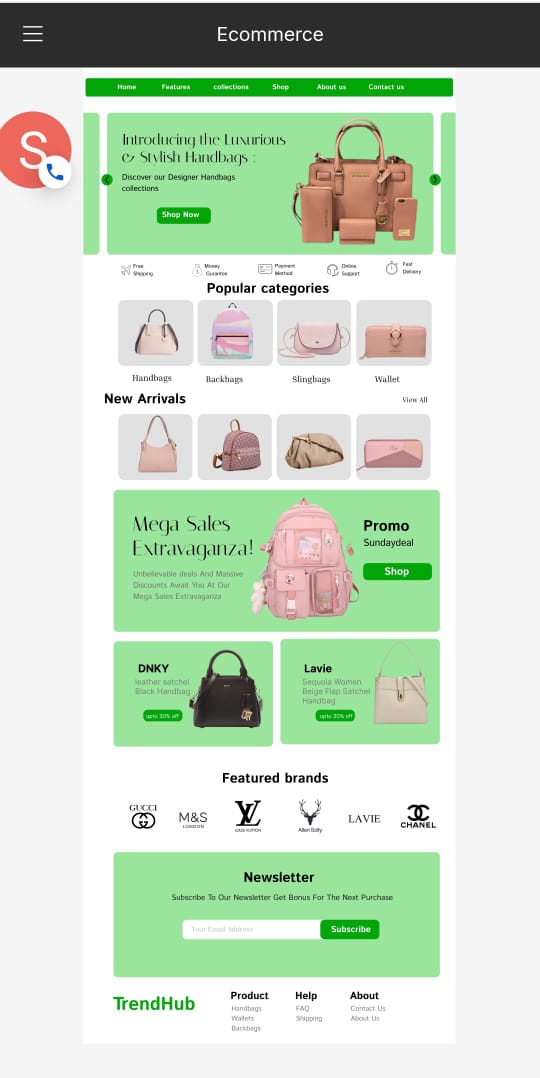 Ecommerce
Home Features collections Shop About us Contact us
S
Introducing the Luxurious
& Stylish Handbags :
Discover our Designer Handbags
collections
Shop Now
Free
Shipping
Money
Gurantee
Payment
Method
Online
Support
Fast
Delivery
Popular categories
Handbags Backbags Slingbags Wallet
New Arrivals View All
Mega Sales
Extravaganza!
Unbelievable deals And Massive
Discounts Await You At Our
Mega Sales Extravaganza
Promo
Sundaydeal
Shop
DNKY
leather satchel
Black Handbag
upto 30% off
Lavie
Sequoia Women
Beige Flap Satchel
Handbag
upto 30% off
Featured brands
GUCCI
M&S
LONDON
LV
LOUIS VUITTON
Allen Solly
LAVIE
CHANEL
Newsletter
Subscribe To Our Newsletter Get Bonus For The Next Purchase
Your Email Address
Subscribe
TrendHub
Product
Handbags
Wallets
Backbags
Help
FAQ
Shipping
About
Contact Us
About Us